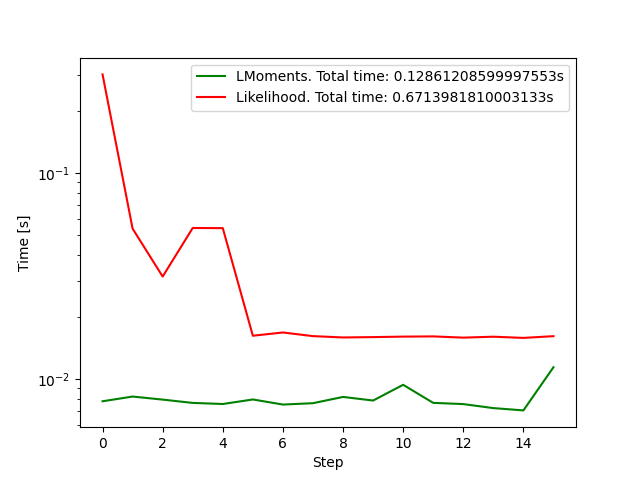 LMoments. Total time: 0.12861208599997553s
Likelihood. Total time: 0.6713981810003133s
10⁻¹
10⁻²
Time [s]
0 2 4 6 8 10 12 14
Step